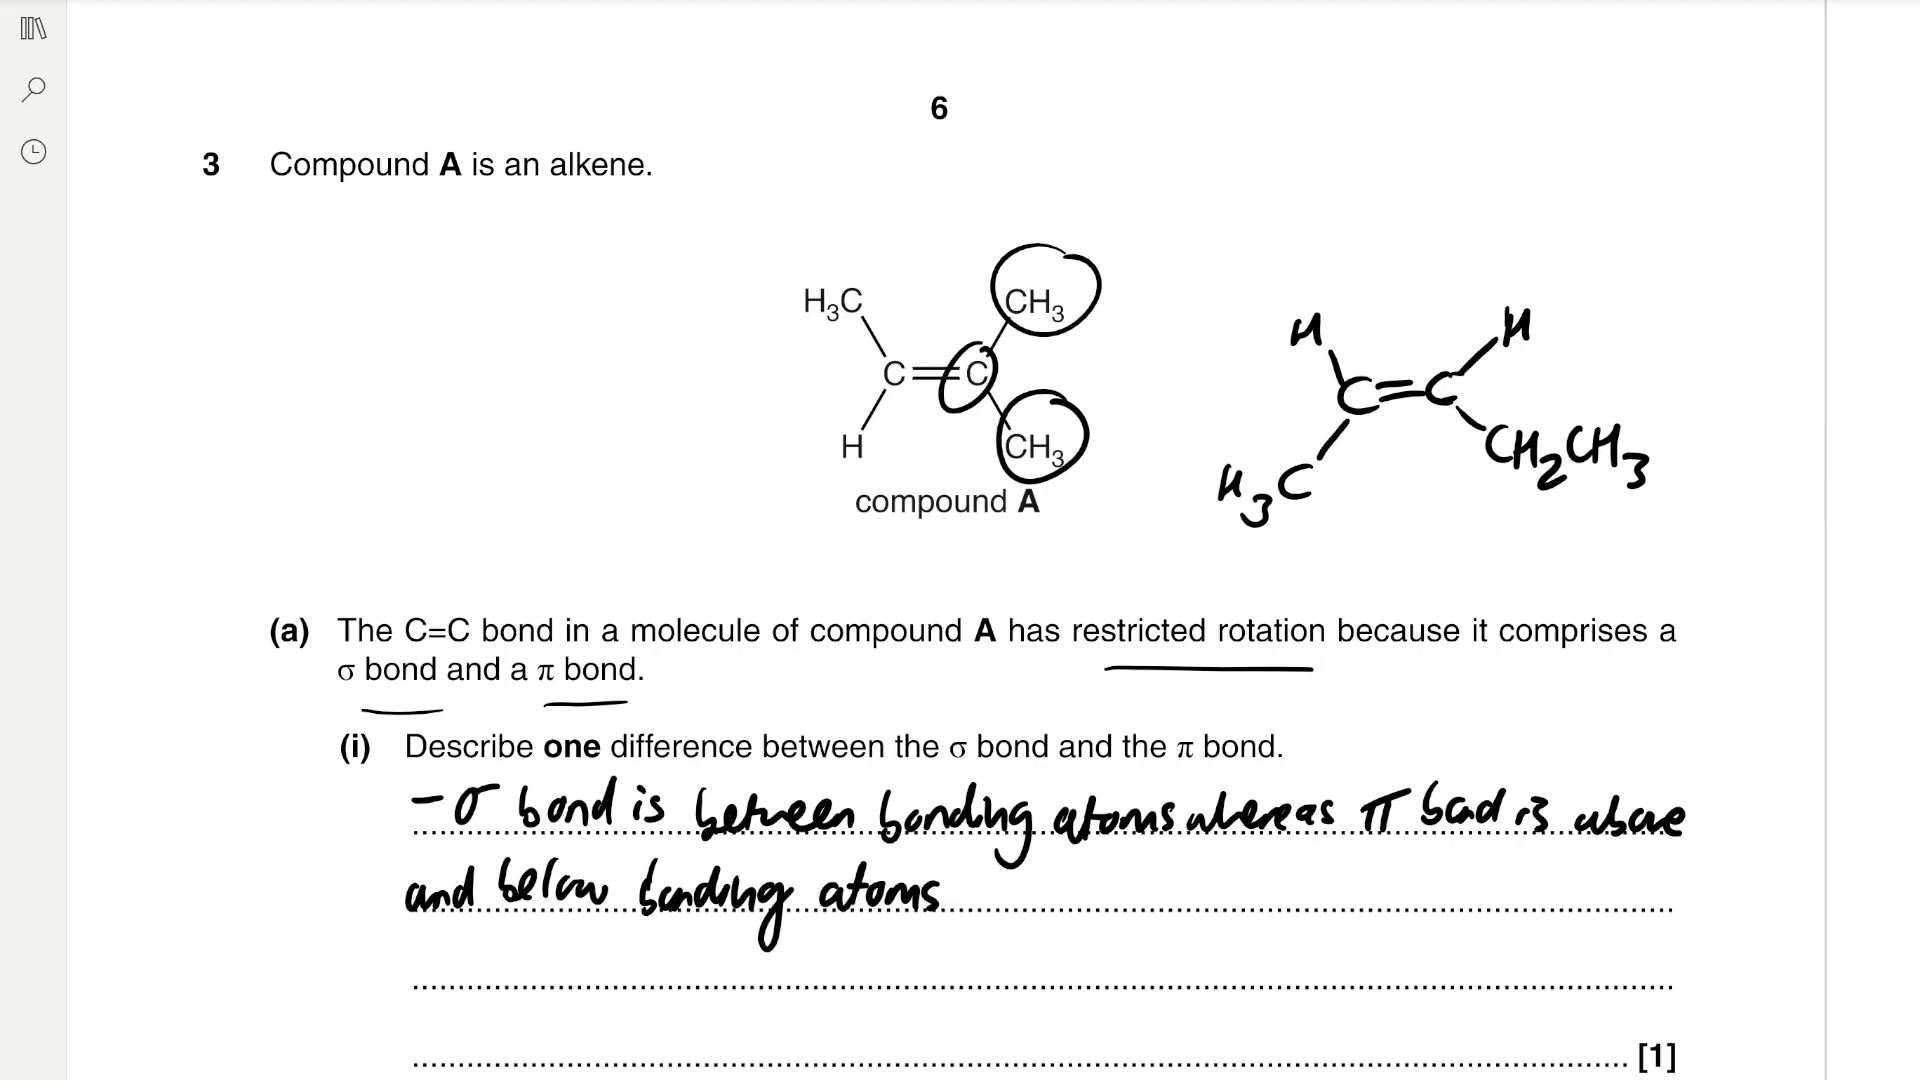 6
3 Compound A is an alkene.
H₃C CH₃
C=C
H CH₃
compound A
H H
C=C
H₃C CH₂CH₃
(a) The C=C bond in a molecule of compound A has restricted rotation because it comprises a
σ bond and a π bond.
(i) Describe one difference between the σ bond and the π bond.
- σ bond is between bonding atoms whereas π bond is above
and below bonding atoms
[1]